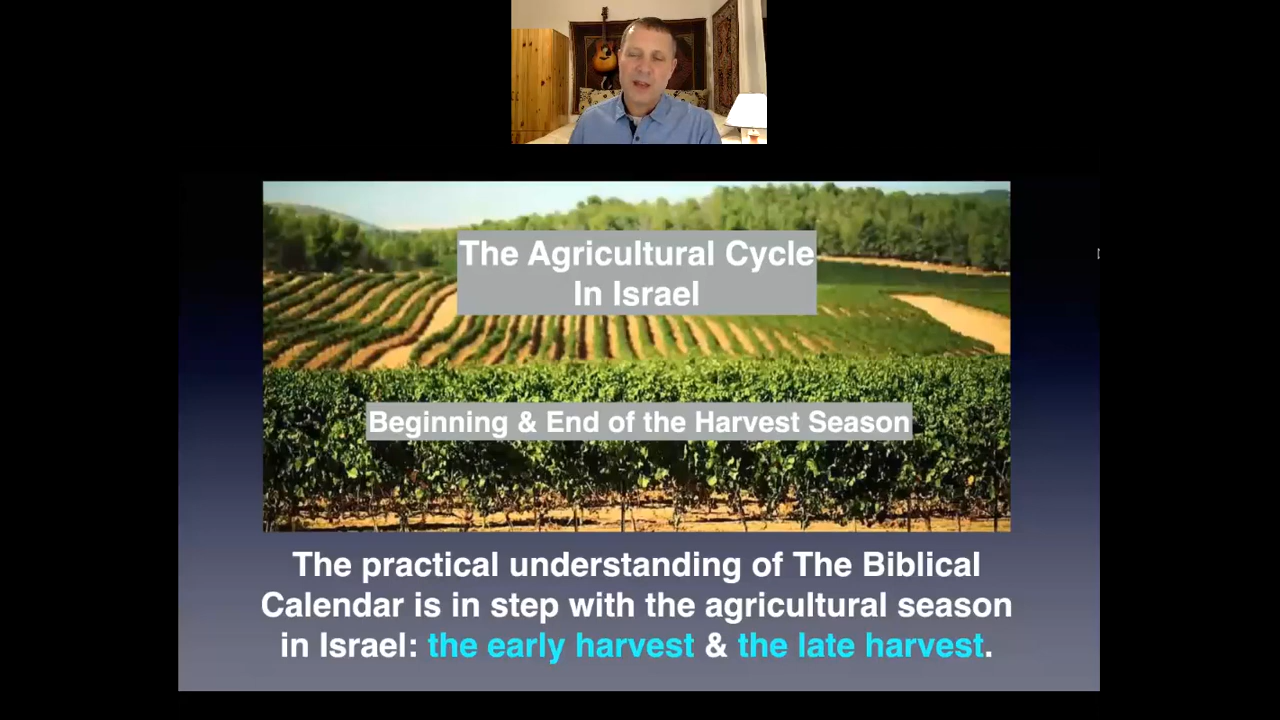 The Agricultural Cycle
In Israel
Beginning & End of the Harvest Season
The practical understanding of The Biblical
Calendar is in step with the agricultural season
in Israel: the early harvest & the late harvest.